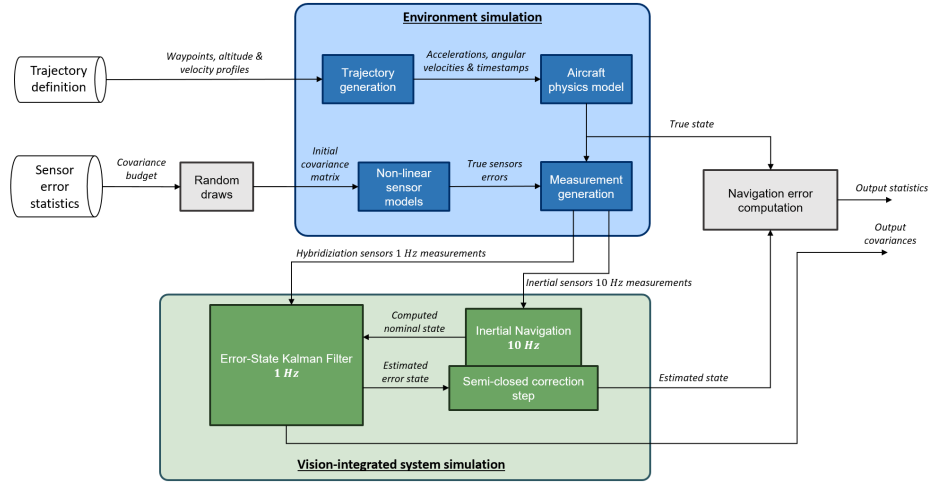 Environment simulation
Waypoints, altitude &
velocity profiles
Accelerations, angular
velocities & timestamps
Trajectory
definition
Trajectory
generation
Aircraft
physics model
True state
Sensor
error
statistics
Covariance
budget
Random
draws
Initial
covariance
matrix
Non-linear
sensor
models
True sensors
errors
Measurement
generation
Navigation error
computation
Output statistics
Output
covariances
Hybridiziation sensors 1 Hz measurements
Inertial sensors 10 Hz measurements
Error-State Kalman Filter
1 Hz
Computed
nominal state
Inertial Navigation
10 Hz
Estimated
error state
Semi-closed correction
step
Estimated state
Vision-integrated system simulation